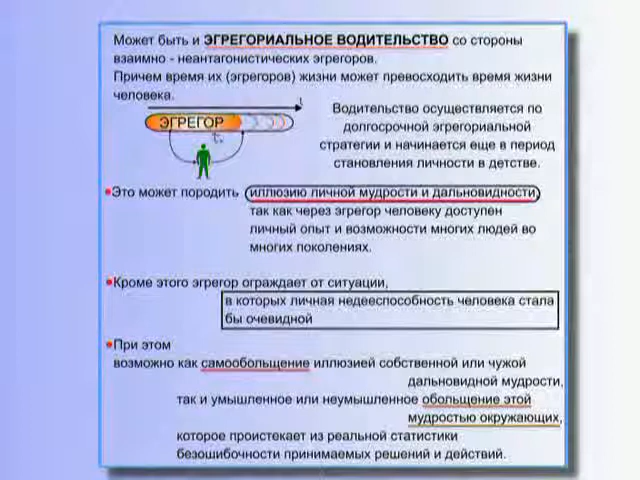 Может быть и ЭГРЕГОРИАЛЬНОЕ ВОДИТЕЛЬСТВО со стороны
взаимно - неантагонистических эгрегоров.
Причем время их (эгрегоров) жизни может превосходить время жизни
человека.
t
ЭГРЕГОР
Водительство осуществляется по
долгосрочной эгрегориальной
стратегии и начинается еще в период
становления личности в детстве.
•Это может породить иллюзию личной мудрости и дальновидности,
так как через эгрегор человеку доступен
личный опыт и возможности многих людей во
многих поколениях.
•Кроме этого эгрегор ограждает от ситуации,
в которых личная недееспособность человека стала
бы очевидной
•При этом
возможно как самообольщение иллюзией собственной или чужой
дальновидной мудрости,
так и умышленное или неумышленное обольщение этой
мудростью окружающих,
которое проистекает из реальной статистики
безошибочности принимаемых решений и действий.